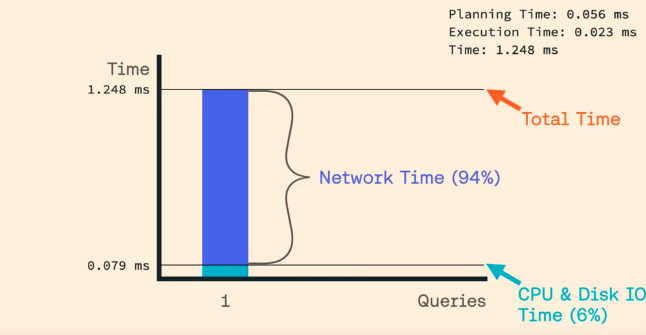 Planning Time: 0.056 ms
Execution Time: 0.023 ms
Time: 1.248 ms
Time
1.248 ms
Total Time
Network Time (94%)
0.079 ms
CPU & Disk IO
Time (6%)
1
Queries